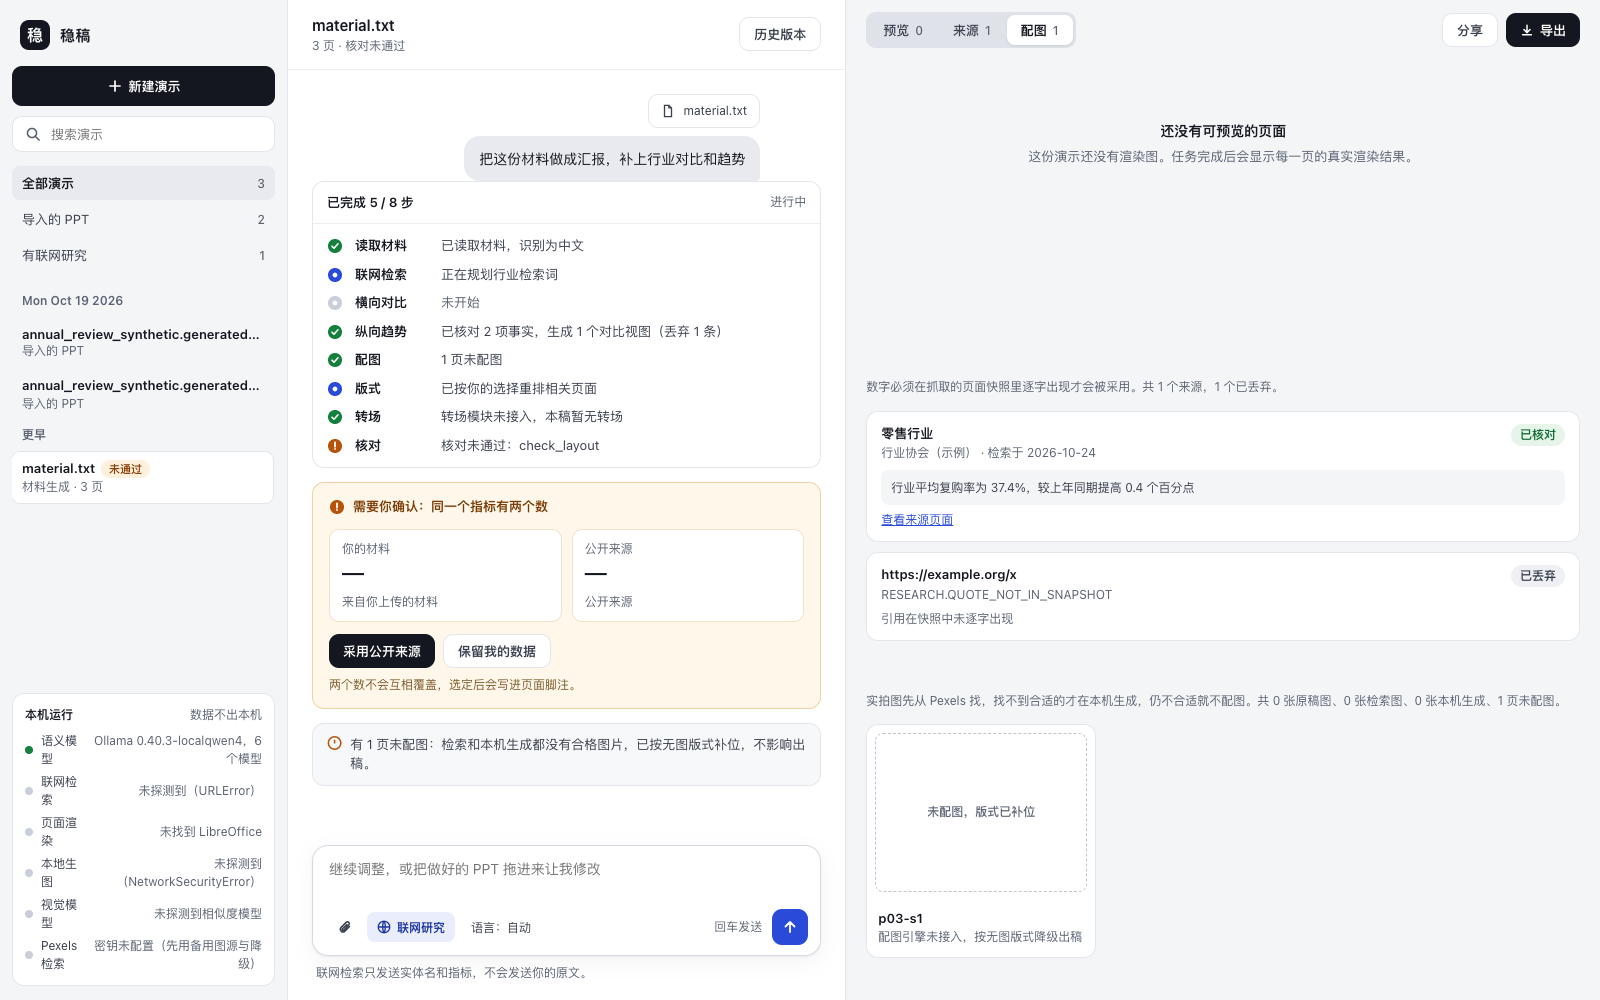 稳 稳稿
新建演示
搜索演示
全部演示 3
导入的 PPT 2
有联网研究 1
Mon Oct 19 2026
annual_review_synthetic.generated...
导入的 PPT
annual_review_synthetic.generated...
导入的 PPT
更早
material.txt 未通过
材料生成 · 3 页
本机运行 数据不出本机
语义模型 Ollama 0.40.3-localqwen4，6 个模型
联网检索 未探测到（URLError）
页面渲染 未找到 LibreOffice
本地生图 未探测到（NetworkSecurityError）
视觉模型 未探测到相似度模型
Pexels 检索 密钥未配置（先用备用图源与降级）
material.txt
3 页 · 核对未通过
历史版本
material.txt
把这份材料做成汇报，补上行业对比和趋势
已完成 5 / 8 步 进行中
读取材料 已读取材料，识别为中文
联网检索 正在规划行业检索词
横向对比 未开始
纵向趋势 已核对 2 项事实，生成 1 个对比视图（丢弃 1 条）
配图 1 页未配图
版式 已按你的选择重排相关页面
转场 转场模块未接入，本稿暂无转场
核对 核对未通过：check_layout
需要你确认：同一个指标有两个数
你的材料
—
来自你上传的材料
公开来源
—
公开来源
采用公开来源 保留我的数据
两个数不会互相覆盖，选定后会写进页面脚注。
有 1 页未配图：检索和本机生成都没有合格图片，已按无图版式补位，不影响出稿。
继续调整，或把做好的 PPT 拖进来让我修改
联网研究 语言：自动 回车发送
联网检索只发送实体名和指标，不会发送你的原文。
预览 0 来源 1 配图 1
分享 导出
还没有可预览的页面
这份演示还没有渲染图。任务完成后会显示每一页的真实渲染结果。
数字必须在抓取的页面快照里逐字出现才会被采用。共 1 个来源，1 个已丢弃。
零售行业 已核对
行业协会（示例） · 检索于 2026-10-24
行业平均复购率为 37.4%，较上年同期提高 0.4 个百分点
查看来源页面
https://example.org/x 已丢弃
RESEARCH.QUOTE_NOT_IN_SNAPSHOT
引用在快照中未逐字出现
实拍图先从 Pexels 找，找不到合适的才在本机生成，仍不合适就不配图。共 0 张原稿图、0 张检索图、0 张本机生成、1 页未配图。
未配图，版式已补位
p03-s1
配图引擎未接入，按无图版式降级出稿